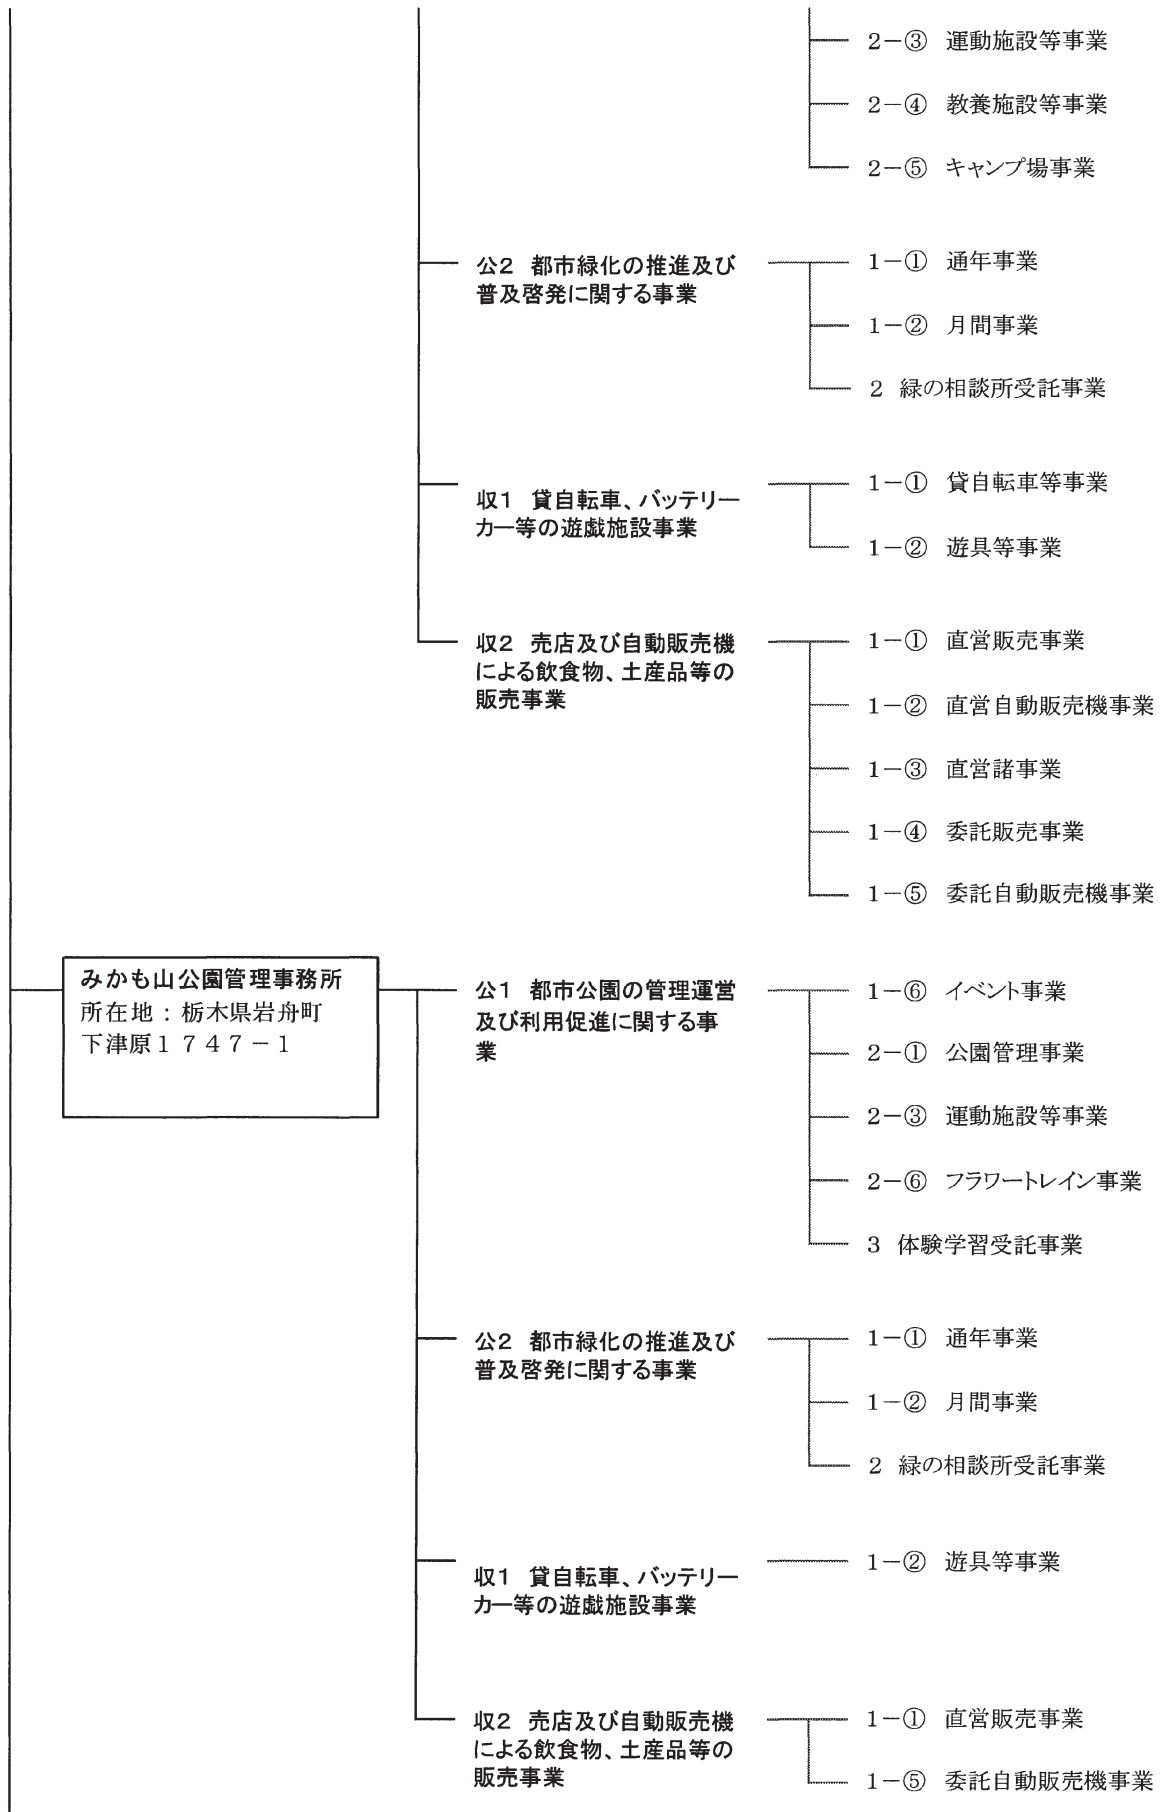 2－③ 運動施設等事業
2－④ 教養施設等事業
2－⑤ キャンプ場事業
公2 都市緑化の推進及び
普及啓発に関する事業
1－① 通年事業
1－② 月間事業
2 緑の相談所受託事業
収1 貸自転車、バッテリー
カー等の遊戯施設事業
1－① 貸自転車等事業
1－② 遊具等事業
収2 売店及び自動販売機
による飲食物、土産品等の
販売事業
1－① 直営販売事業
1－② 直営自動販売機事業
1－③ 直営諸事業
1－④ 委託販売事業
1－⑤ 委託自動販売機事業
みかも山公園管理事務所
所在地：栃木県岩舟町
下津原１７４７－１
公1 都市公園の管理運営
及び利用促進に関する事
業
1－⑥ イベント事業
2－① 公園管理事業
2－③ 運動施設等事業
2－⑥ フラワートレイン事業
3 体験学習受託事業
公2 都市緑化の推進及び
普及啓発に関する事業
1－① 通年事業
1－② 月間事業
2 緑の相談所受託事業
収1 貸自転車、バッテリー
カー等の遊戯施設事業
1－② 遊具等事業
収2 売店及び自動販売機
による飲食物、土産品等の
販売事業
1－① 直営販売事業
1－⑤ 委託自動販売機事業